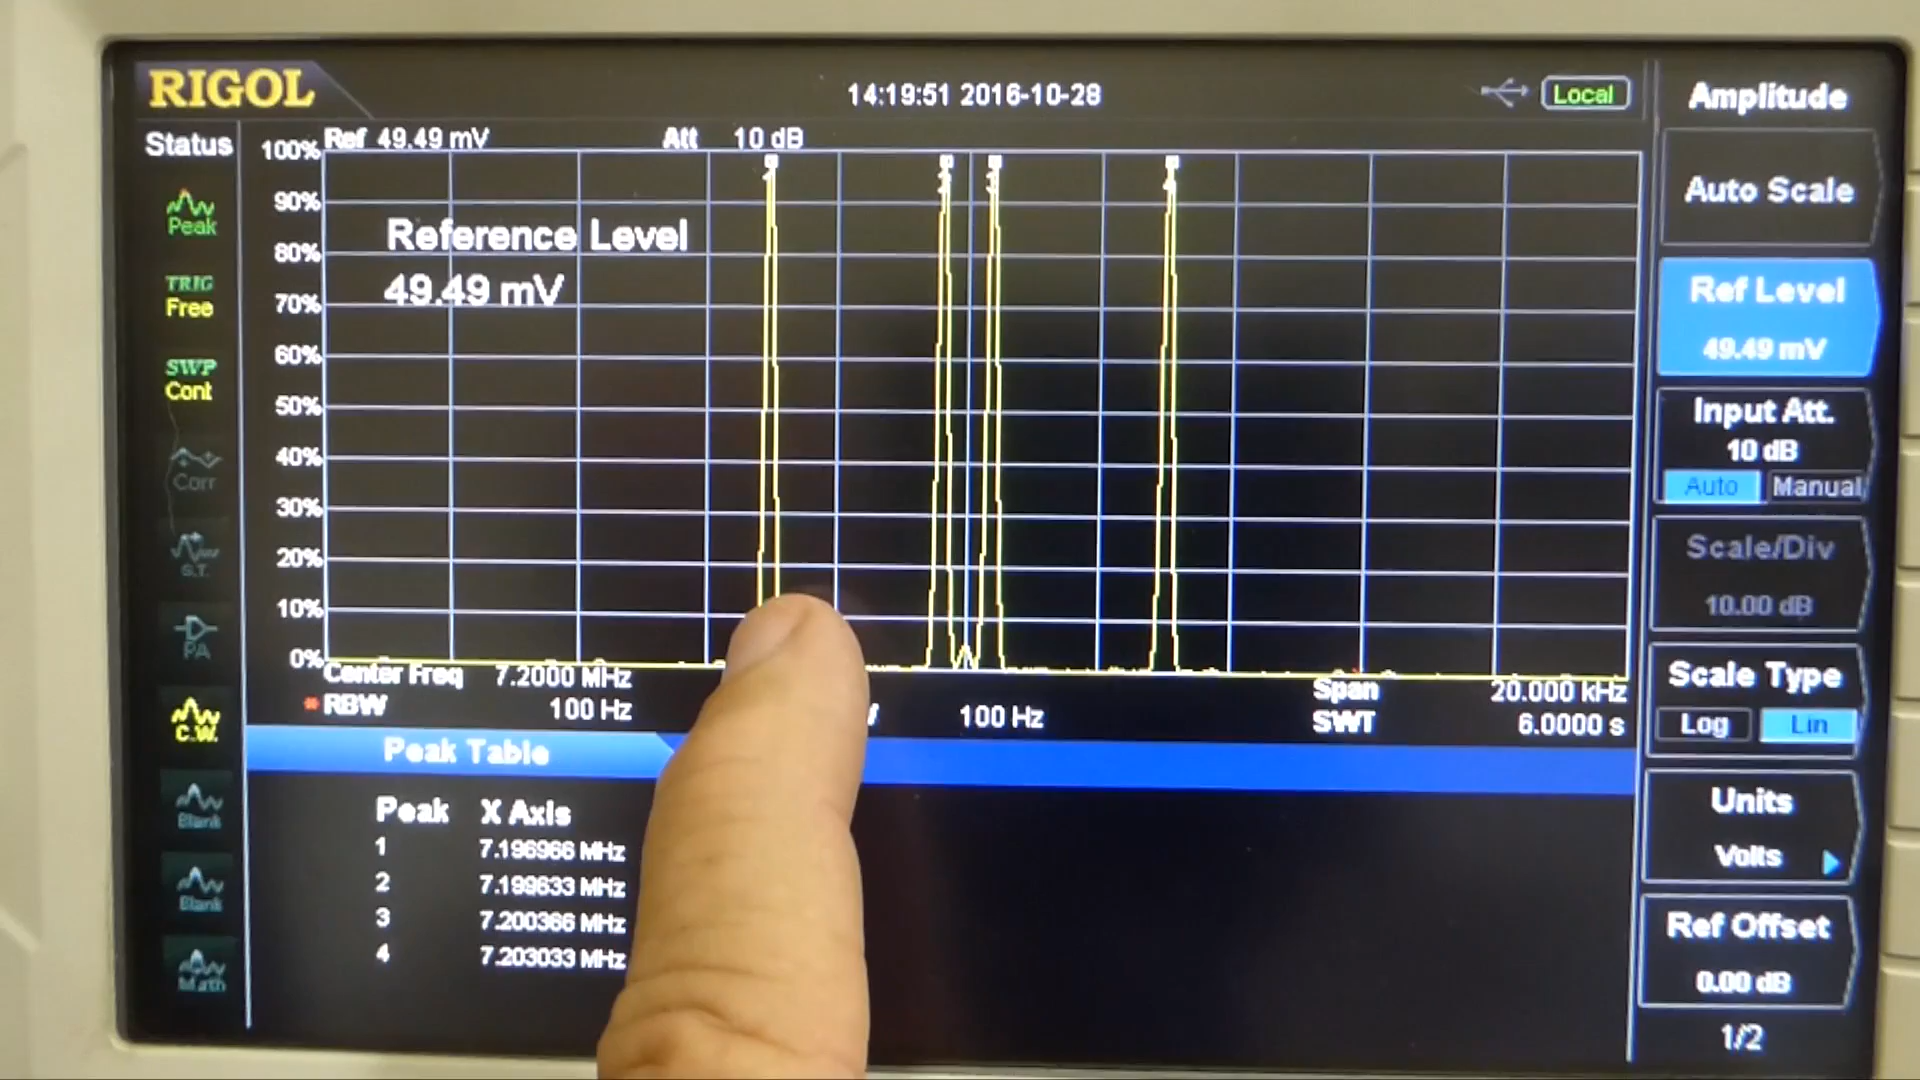 RIGOL
14:19:51 2016-10-28
Local
Status
Ref 49.49 mV
Att 10 dB
100%
90%
80%
70%
60%
50%
40%
30%
20%
10%
0%
Reference Level
49.49 mV
Peak
TRIG
Free
SWP
Cont
Corr
S.T.
PA
C.W.
Blank
Blank
Math
Center Freq 7.2000 MHz
RBW 100 Hz
100 Hz
Span 20.000 kHz
SWT 6.0000 s
Peak Table
Peak X Axis
1 7.196966 MHz
2 7.199633 MHz
3 7.200366 MHz
4 7.203033 MHz
Amplitude
Auto Scale
Ref Level
49.49 mV
Input Att.
10 dB
Auto Manual
Scale/Div
10.00 dB
Scale Type
Log Lin
Units
Volts
Ref Offset
0.00 dB
1/2